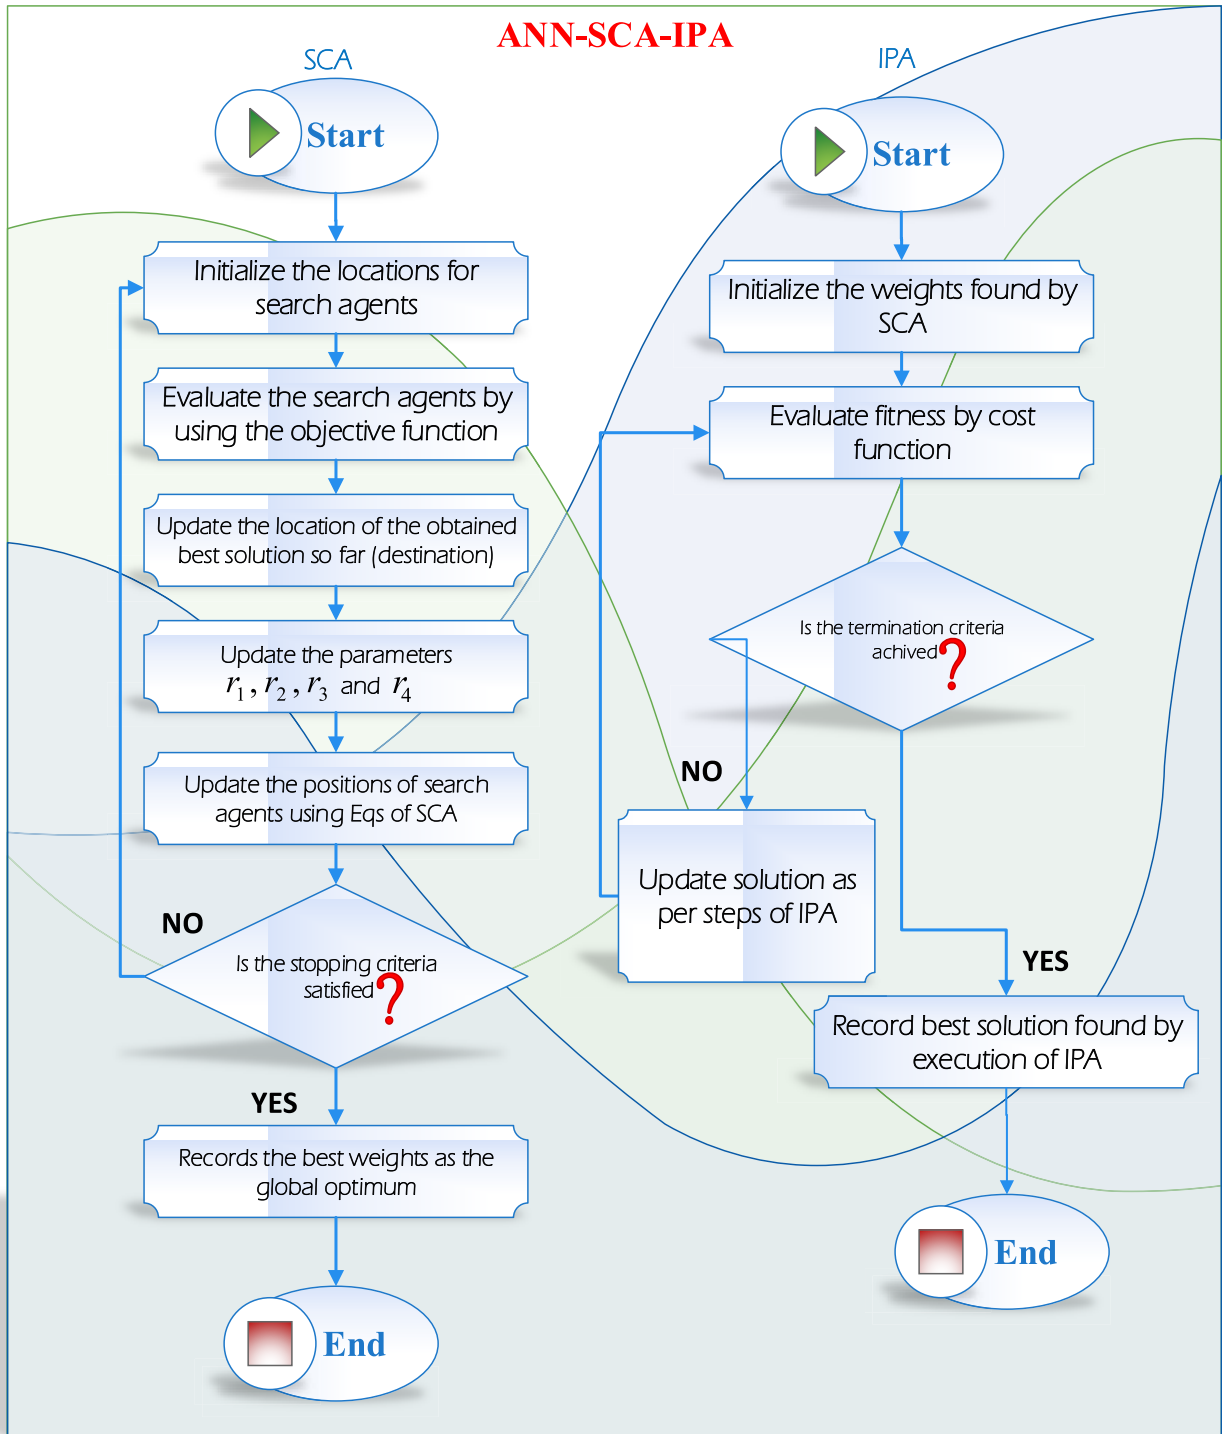 ANN-SCA-IPA
SCA
Start
Initialize the locations for
search agents
Evaluate the search agents by
using the objective function
Update the location of the obtained
best solution so far (destination)
Update the parameters
r1, r2, r3 and r4
Update the positions of search
agents using Eqs of SCA
NO
Is the stopping criteria
satisfied?
YES
Records the best weights as the
global optimum
End
IPA
Start
Initialize the weights found by
SCA
Evaluate fitness by cost
function
Is the termination criteria
achived?
NO
Update solution as
per steps of IPA
YES
Record best solution found by
execution of IPA
End